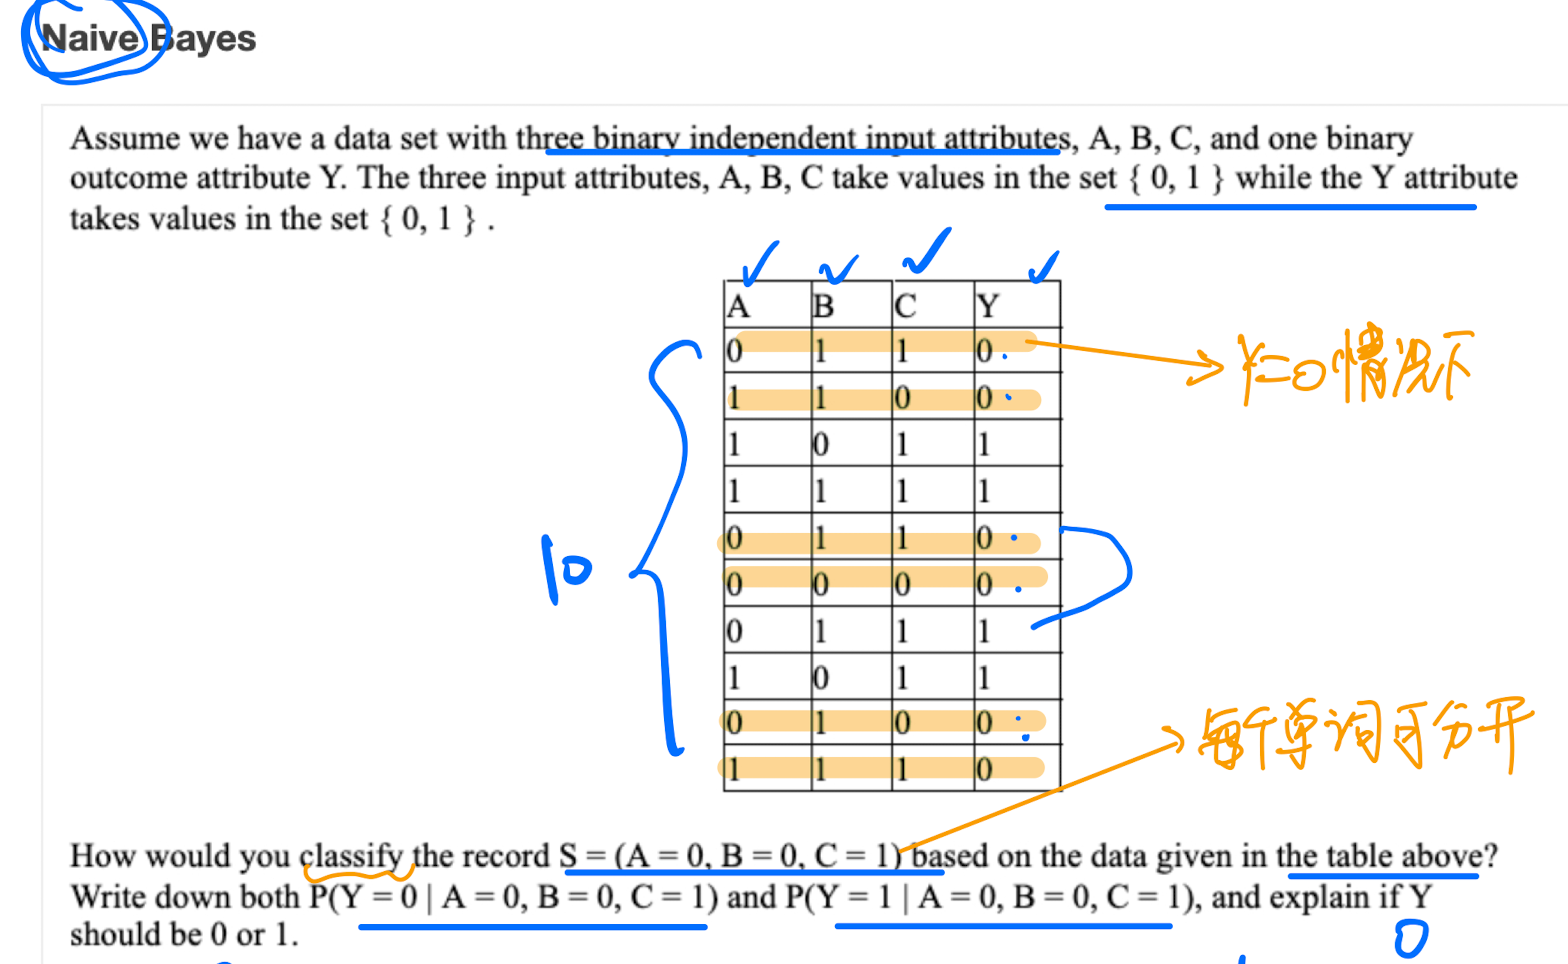 Naive Bayes
Assume we have a data set with three binary independent input attributes, A, B, C, and one binary
outcome attribute Y. The three input attributes, A, B, C take values in the set { 0, 1 } while the Y attribute
takes values in the set { 0, 1 } .
A B C Y
0 1 1 0
Y=0情况下
1 1 0 0
1 0 1 1
1 1 1 1
0 1 1 0
10
0 0 0 0
0 1 1 1
1 0 1 1
0 1 0 0
每个单词可分开
1 1 1 0
How would you classify the record S = (A = 0, B = 0, C = 1) based on the data given in the table above?
Write down both P(Y = 0 | A = 0, B = 0, C = 1) and P(Y = 1 | A = 0, B = 0, C = 1), and explain if Y
should be 0 or 1.
0